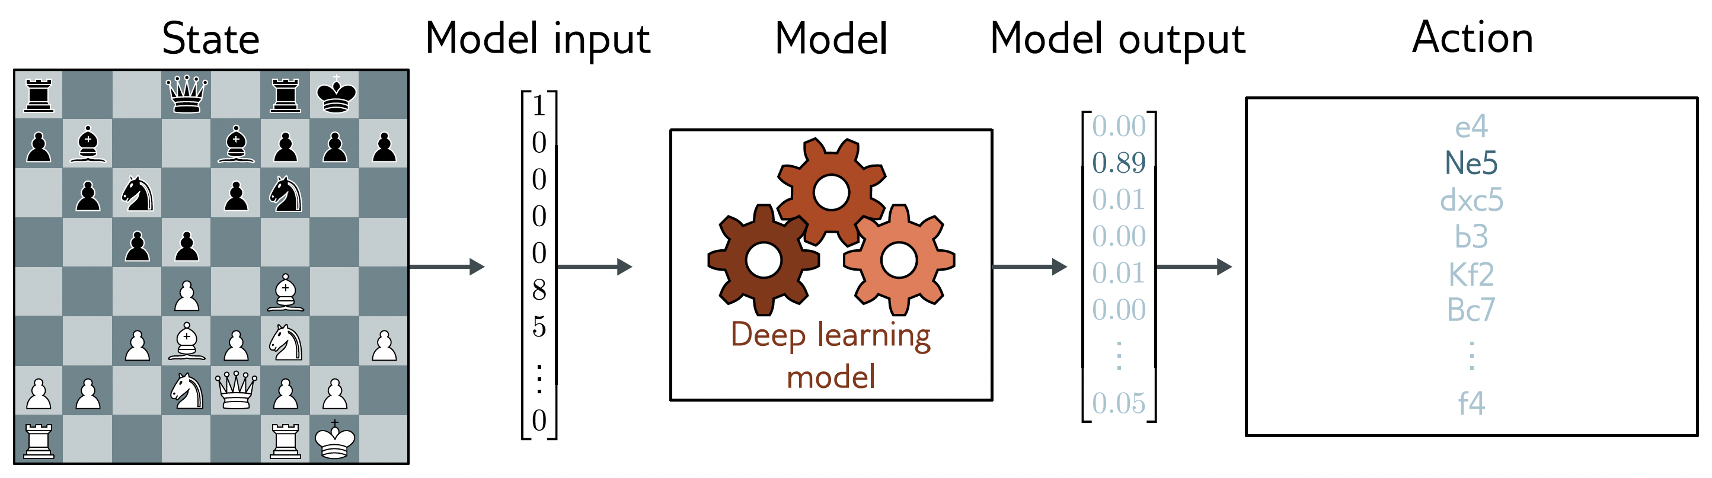 State
Model input
Model
Model output
Action
1
0
0
0
0
8
5
⋮
0
Deep learning
model
0.00
0.89
0.01
0.00
0.01
0.00
⋮
0.05
e4
Ne5
dxc5
b3
Kf2
Bc7
⋮
f4